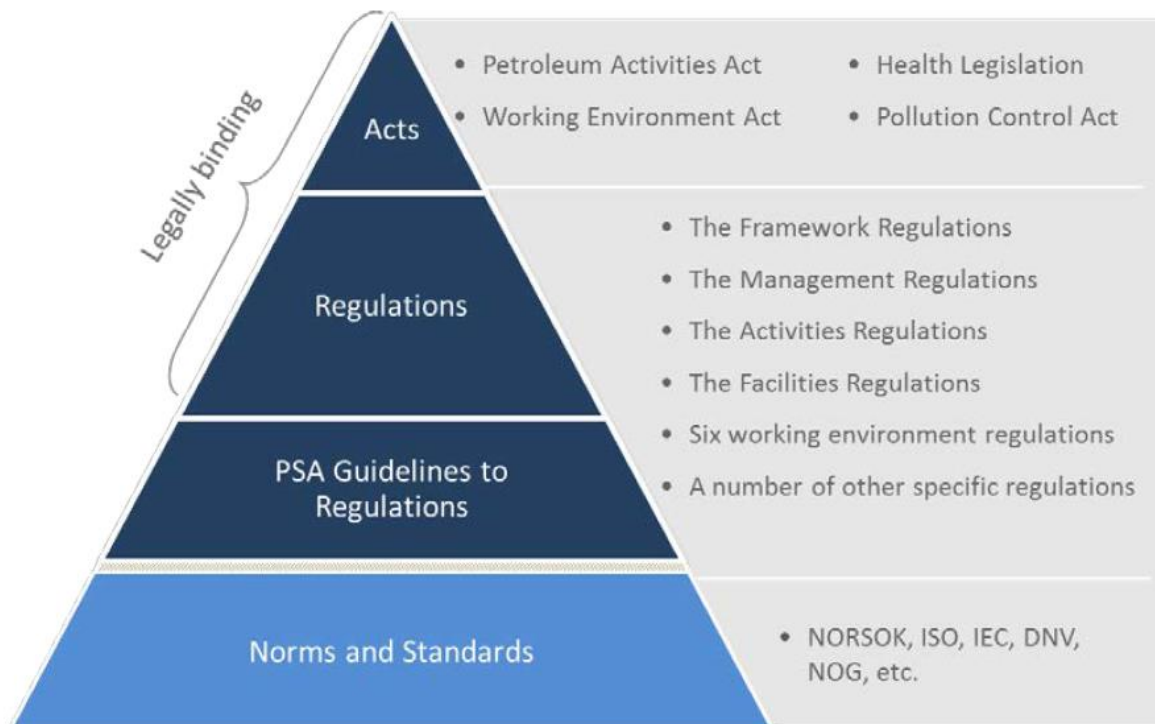 Legally binding
Acts
• Petroleum Activities Act
• Working Environment Act
• Health Legislation
• Pollution Control Act
Regulations
• The Framework Regulations
• The Management Regulations
• The Activities Regulations
• The Facilities Regulations
• Six working environment regulations
• A number of other specific regulations
PSA Guidelines to
Regulations
Norms and Standards
• NORSOK, ISO, IEC, DNV,
NOG, etc.